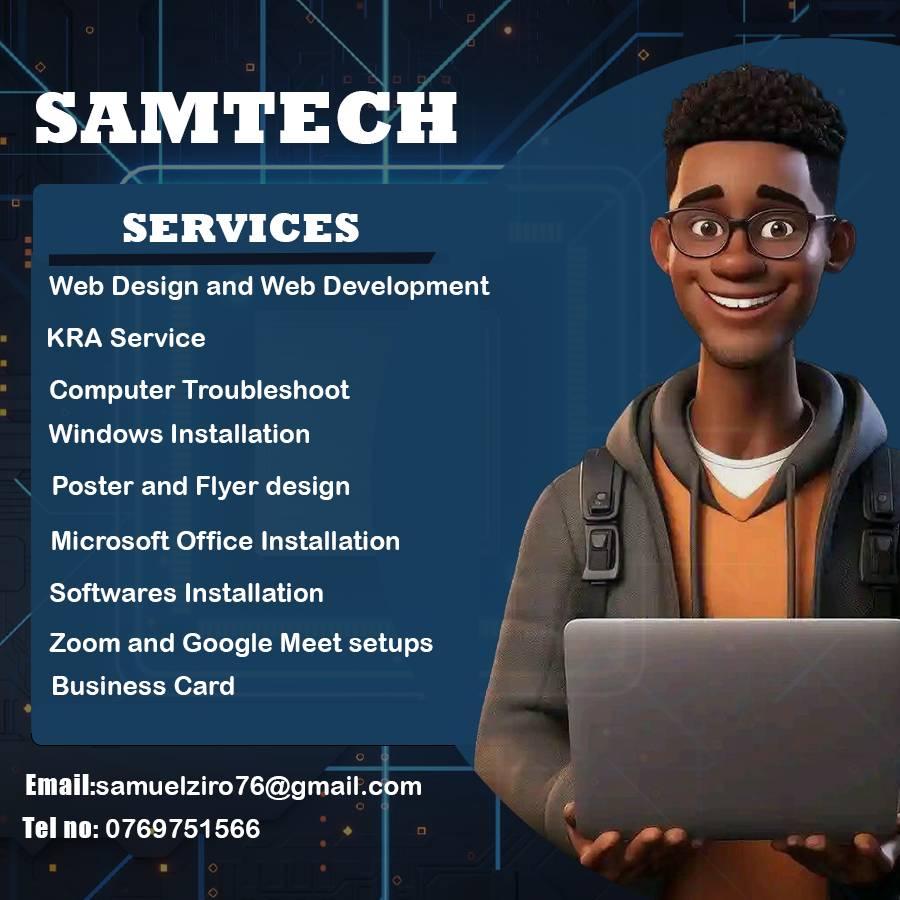 SAMTECH
SERVICES
Web Design and Web Development
KRA Service
Computer Troubleshoot
Windows Installation
Poster and Flyer design
Microsoft Office Installation
Softwares Installation
Zoom and Google Meet setups
Business Card
Email:samuelziro76@gmail.com
Tel no: 0769751566